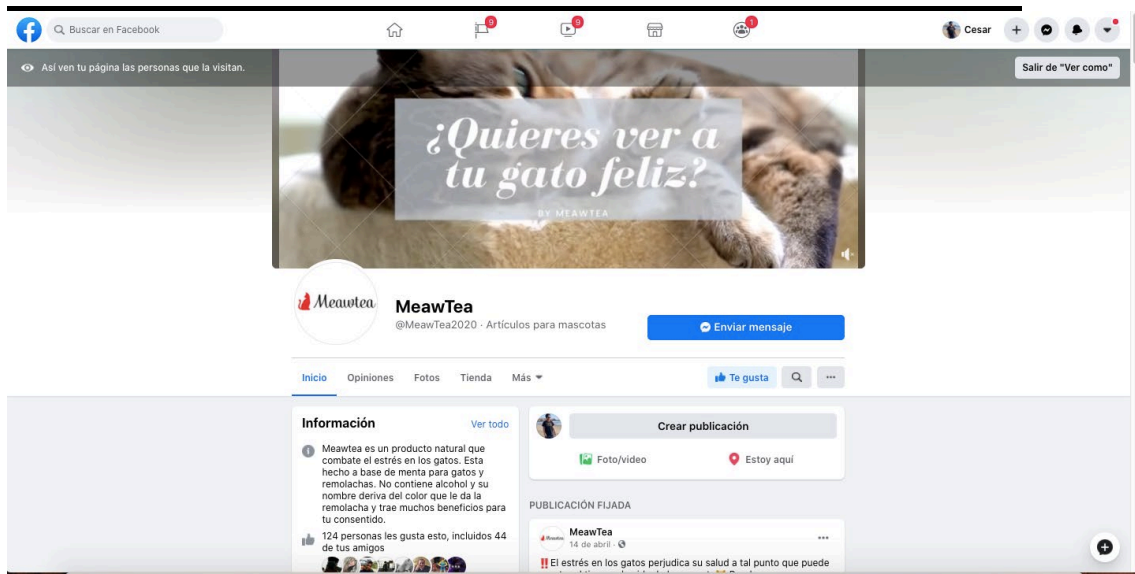 Buscar en Facebook
9
9
1
Cesar
Así ven tu página las personas que la visitan.
Salir de "Ver como"
¿Quieres ver a
tu gato feliz?
BY MEAWTEA
Meawtea
MeawTea
@MeawTea2020 · Artículos para mascotas
Enviar mensaje
Inicio Opiniones Fotos Tienda Más
Te gusta
Información Ver todo
Meawtea es un producto natural que
combate el estrés en los gatos. Esta
hecho a base de menta para gatos y
remolachas. No contiene alcohol y su
nombre deriva del color que le da la
remolacha y trae muchos beneficios para
tu consentido.
124 personas les gusta esto, incluidos 44
de tus amigos
Crear publicación
Foto/video Estoy aquí
PUBLICACIÓN FIJADA
MeawTea
14 de abril ·
‼️El estrés en los gatos perjudica su salud a tal punto que puede